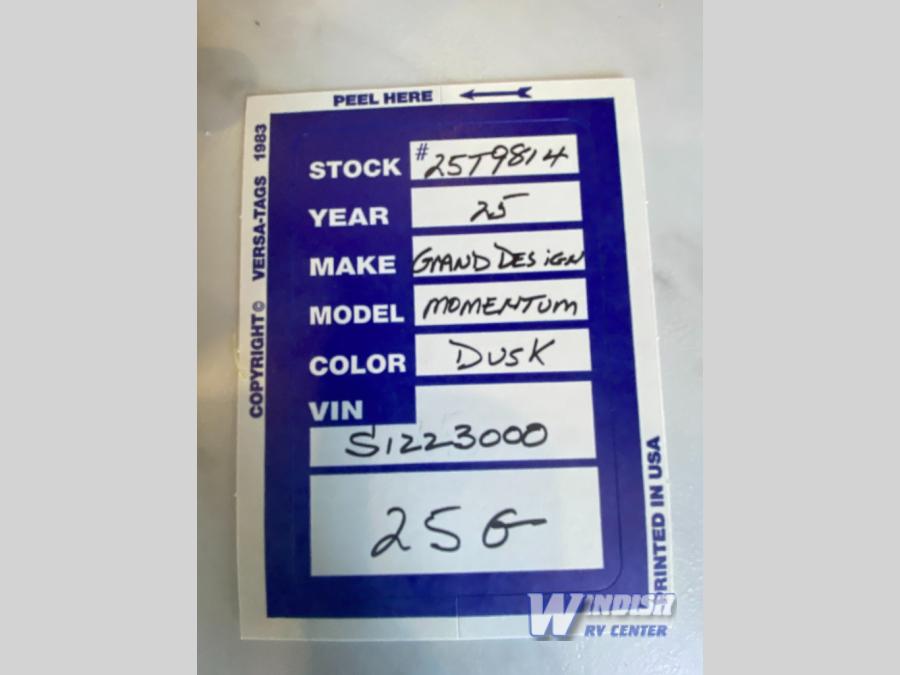 PEEL HERE
COPYRIGHT © VERSA-TAGS 1983
STOCK # 25T9814
YEAR 25
MAKE GRAND DESIGN
MODEL MOMENTUM
COLOR DUSK
VIN
S1223000
25G
PRINTED IN USA
WINDISH
RV CENTER